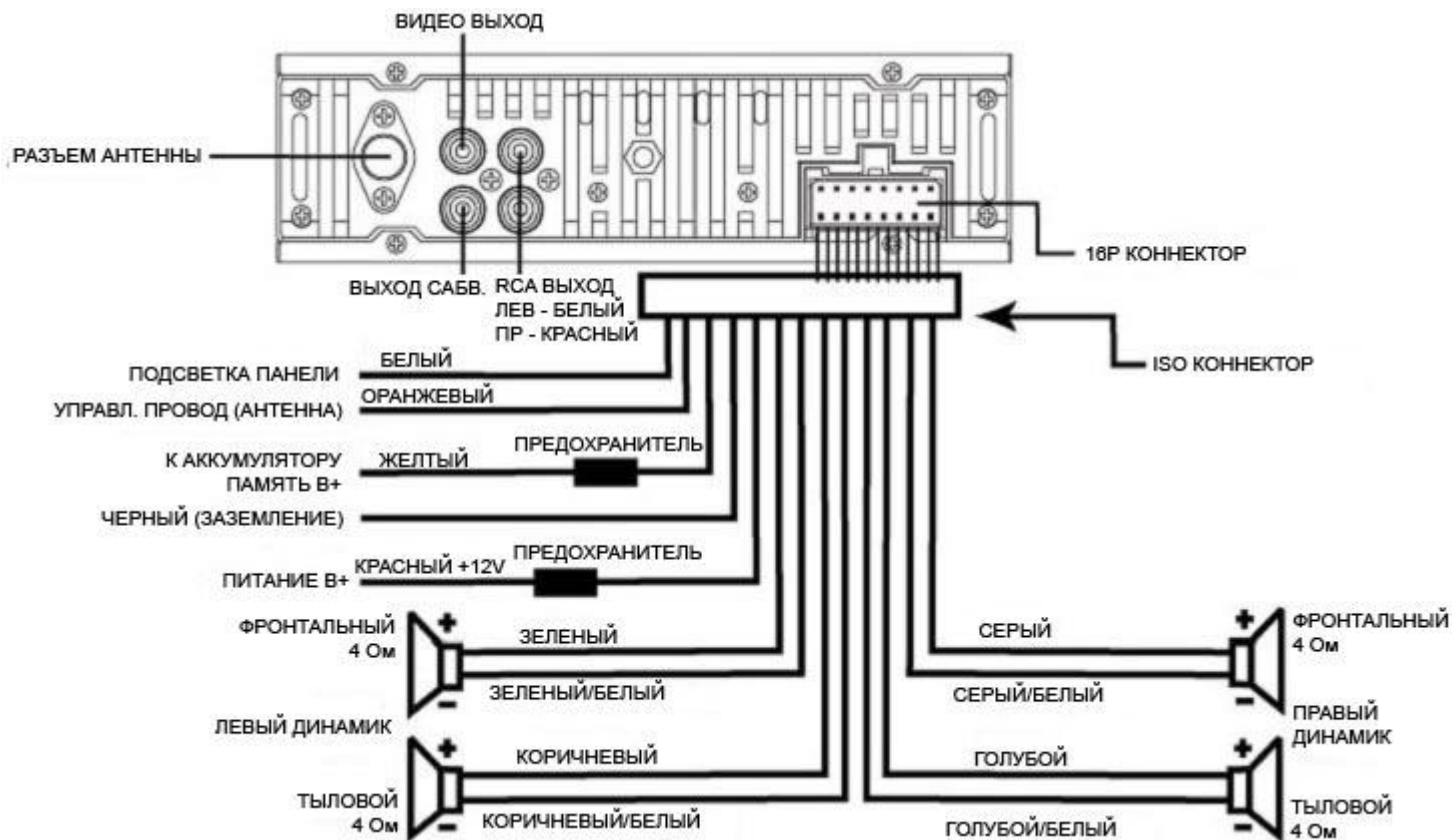 ВИДЕО ВЫХОД
РАЗЪЕМ АНТЕННЫ
16P КОННЕКТОР
ВЫХОД САБВ.
RCA ВЫХОД
ЛЕВ - БЕЛЫЙ
ПР - КРАСНЫЙ
ISO КОННЕКТОР
ПОДСВЕТКА ПАНЕЛИ
БЕЛЫЙ
УПРАВЛ. ПРОВОД (АНТЕННА)
ОРАНЖЕВЫЙ
К АККУМУЛЯТОРУ
ПАМЯТЬ B+
ЖЕЛТЫЙ
ПРЕДОХРАНИТЕЛЬ
ЧЕРНЫЙ (ЗАЗЕМЛЕНИЕ)
ПИТАНИЕ B+
КРАСНЫЙ +12V
ПРЕДОХРАНИТЕЛЬ
ФРОНТАЛЬНЫЙ
4 Ом
+
-
ЗЕЛЕНЫЙ
ЗЕЛЕНЫЙ/БЕЛЫЙ
СЕРЫЙ
СЕРЫЙ/БЕЛЫЙ
+
-
ФРОНТАЛЬНЫЙ
4 Ом
ЛЕВЫЙ ДИНАМИК
ПРАВЫЙ
ДИНАМИК
+
-
КОРИЧНЕВЫЙ
КОРИЧНЕВЫЙ/БЕЛЫЙ
ГОЛУБОЙ
ГОЛУБОЙ/БЕЛЫЙ
+
-
ТЫЛОВОЙ
4 Ом
ТЫЛОВОЙ
4 Ом